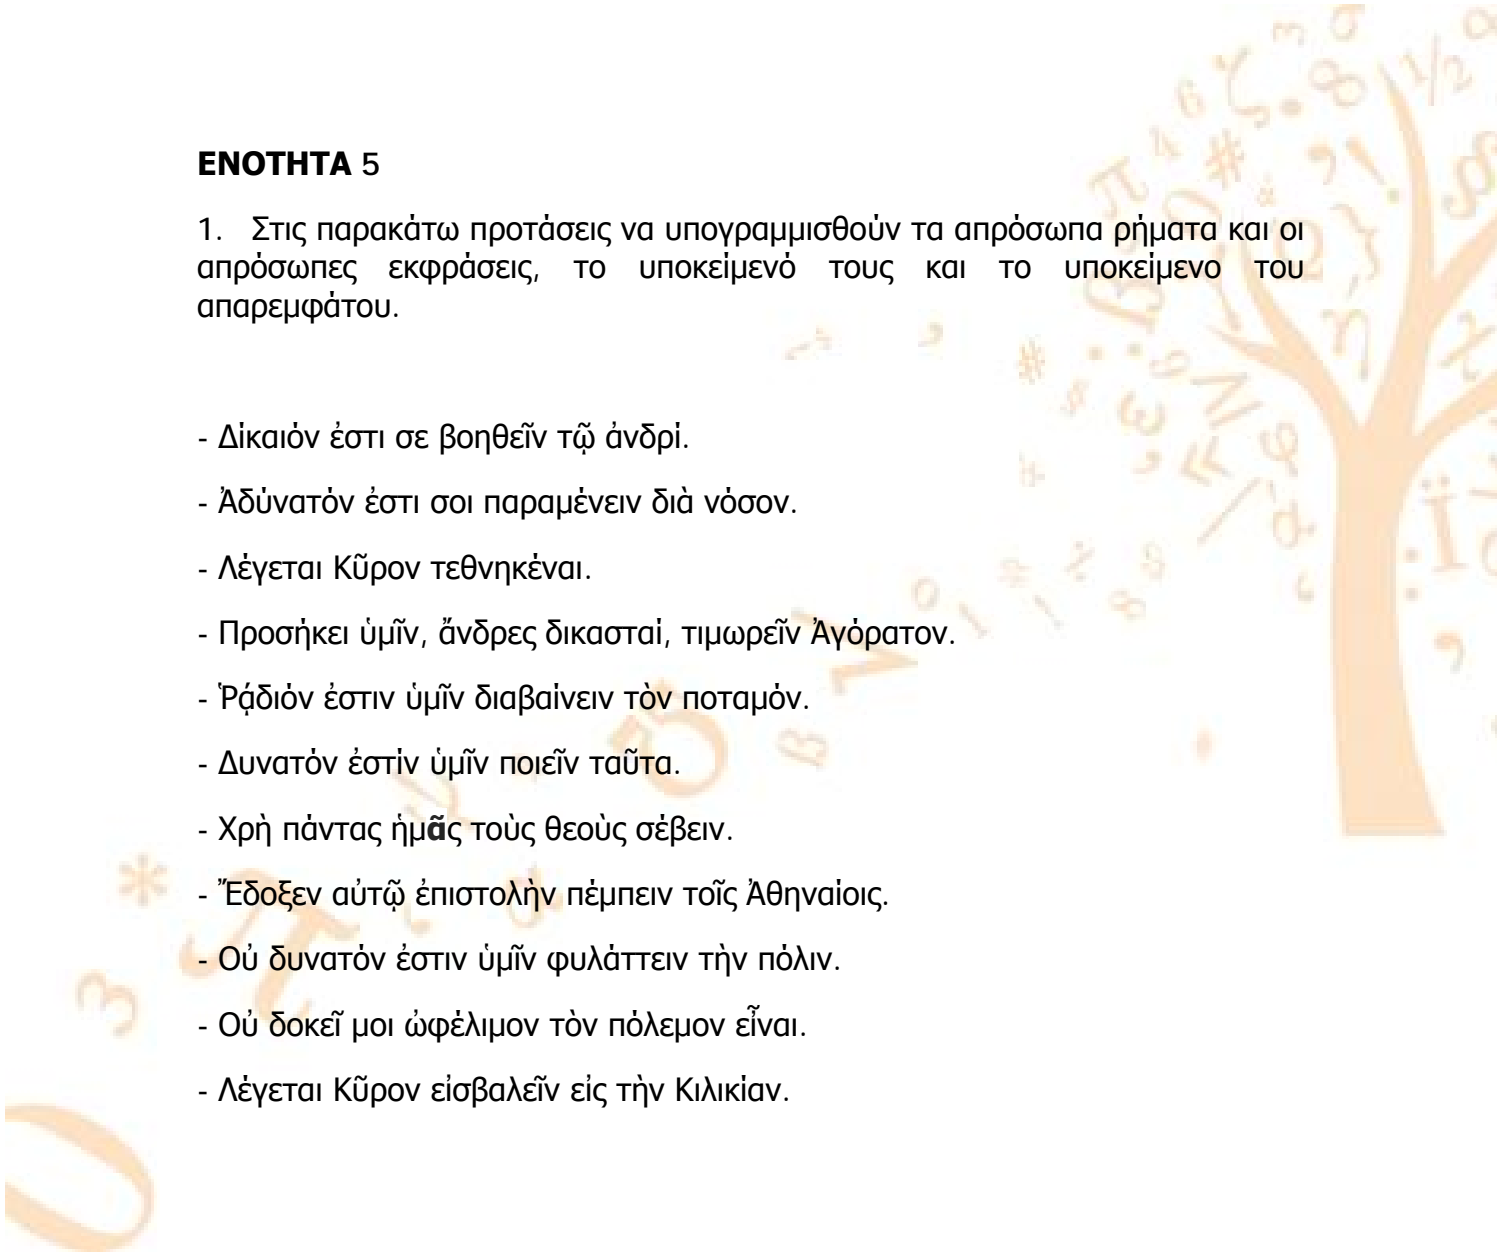 ΕΝΟΤΗΤΑ 5
1. Στις παρακάτω προτάσεις να υπογραμμισθούν τα απρόσωπα ρήματα και οι
απρόσωπες εκφράσεις, το υποκείμενό τους και το υποκείμενο του
απαρεμφάτου.
- Δίκαιόν ἐστι σε βοηθεῖν τῷ ἀνδρί.
- Ἀδύνατόν ἐστι σοι παραμένειν διὰ νόσον.
- Λέγεται Κῦρον τεθνηκέναι.
- Προσήκει ὑμῖν, ἄνδρες δικασταί, τιμωρεῖν Ἀγόρατον.
- Ῥᾴδιόν ἐστιν ὑμῖν διαβαίνειν τὸν ποταμόν.
- Δυνατόν ἐστίν ὑμῖν ποιεῖν ταῦτα.
- Χρὴ πάντας ἡμᾶς τοὺς θεοὺς σέβειν.
- Ἔδοξεν αὐτῷ ἐπιστολὴν πέμπειν τοῖς Ἀθηναίοις.
- Οὐ δυνατόν ἐστιν ὑμῖν φυλάττειν τὴν πόλιν.
- Οὐ δοκεῖ μοι ὠφέλιμον τὸν πόλεμον εἶναι.
- Λέγεται Κῦρον εἰσβαλεῖν εἰς τὴν Κιλικίαν.